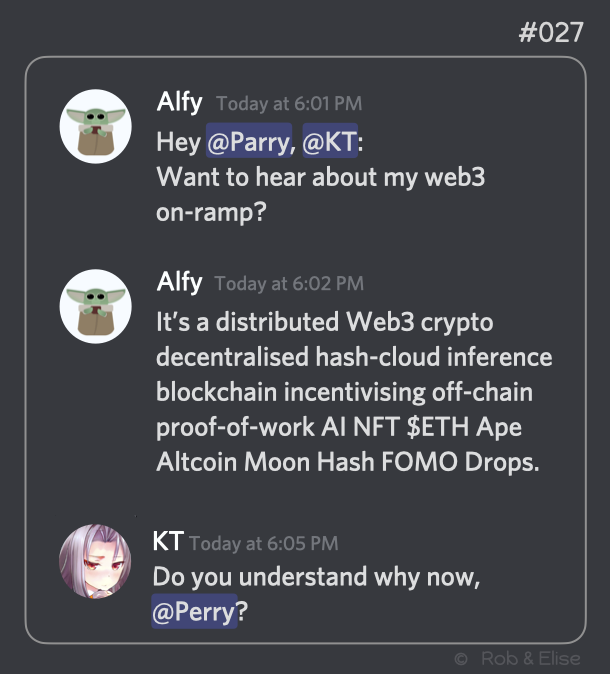 #027
Alfy Today at 6:01 PM
Hey @Parry, @KT:
Want to hear about my web3
on-ramp?
Alfy Today at 6:02 PM
It’s a distributed Web3 crypto
decentralised hash-cloud inference
blockchain incentivising off-chain
proof-of-work AI NFT $ETH Ape
Altcoin Moon Hash FOMO Drops.
KT Today at 6:05 PM
Do you understand why now,
@Perry?
© Rob & Elise